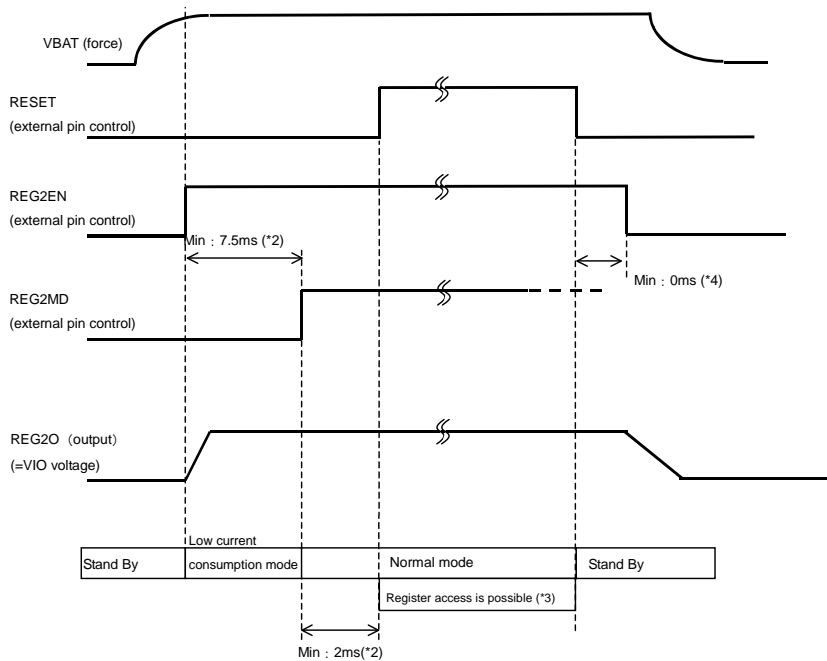 VBAT (force)
RESET
(external pin control)
REG2EN
(external pin control)
Min : 7.5ms (*2)
Min : 0ms (*4)
REG2MD
(external pin control)
REG2O (output)
(=VIO voltage)
Low current
Stand By
consumption mode
Normal mode
Stand By
Register access is possible (*3)
Min : 2ms(*2)